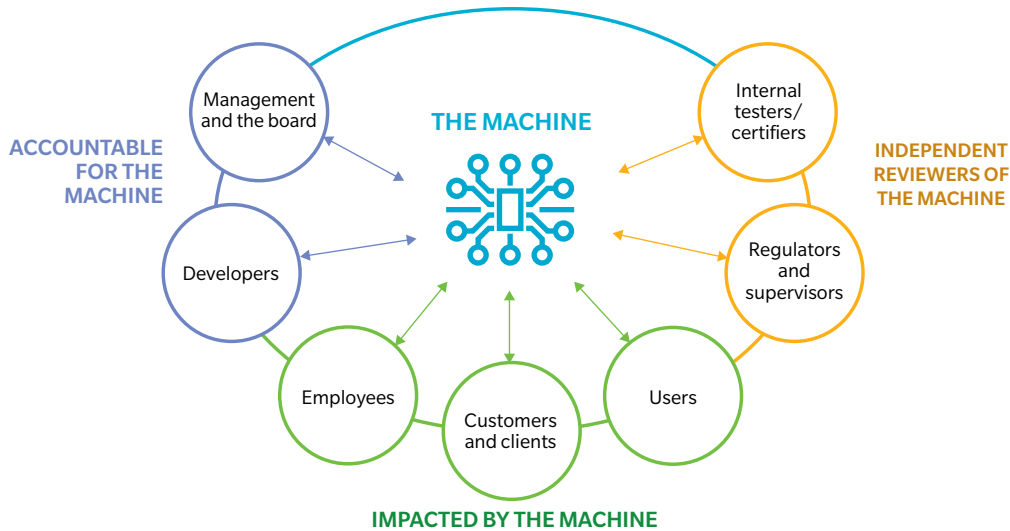 Management
and the board
Internal
testers/
certifiers
THE MACHINE
ACCOUNTABLE
FOR THE
MACHINE
INDEPENDENT
REVIEWERS OF
THE MACHINE
Developers
Regulators
and
supervisors
Employees
Customers
and clients
Users
IMPACTED BY THE MACHINE